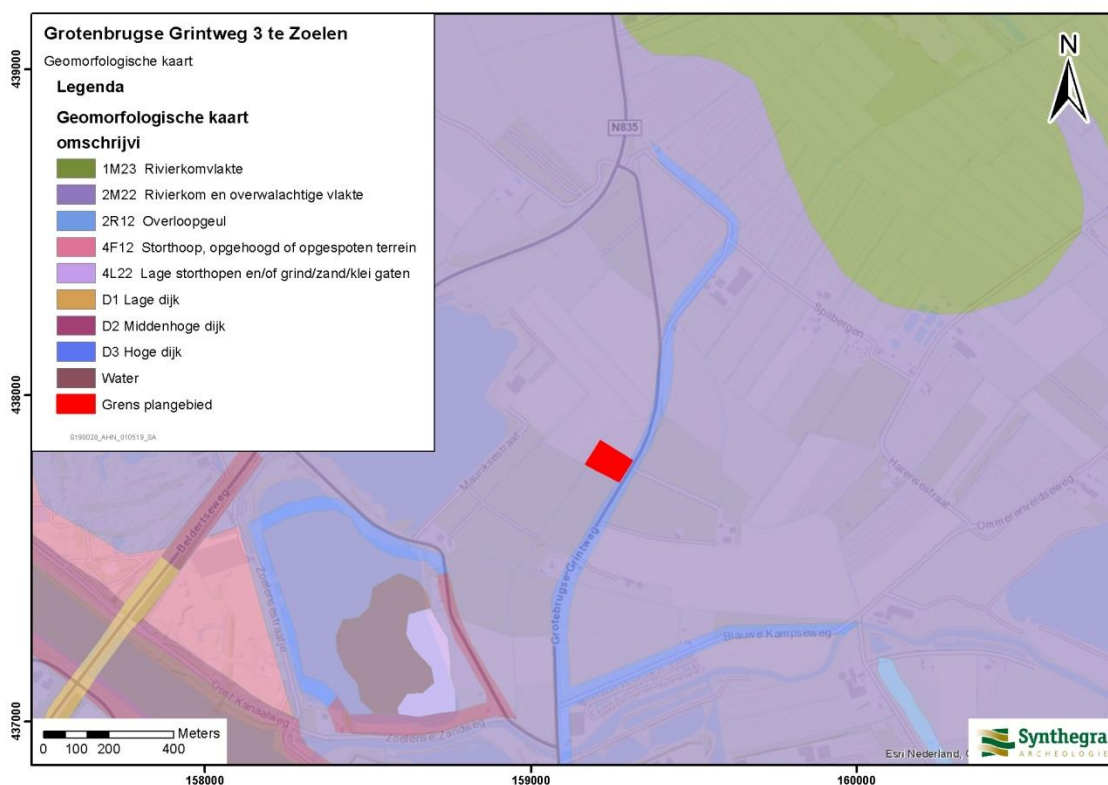 Grotenbrugse Grintweg 3 te Zoelen
Geomorfologische kaart
Legenda
Geomorfologische kaart
omschrijvi
1M23 Rivierkomvlakte
2M22 Rivierkom en overwalachtige vlakte
2R12 Overloopgeul
4F12 Storthoop, opgehoogd of opgespoten terrein
4L22 Lage storthopen en/of grind/zand/klei gaten
D1 Lage dijk
D2 Middenhoge dijk
D3 Hoge dijk
Water
Grens plangebied
S190028_AHN_010519_SA
N
N835
439000
438000
437000
Spilbergen
Mauriksestraat
Harensestraat
Ommerenveldseweg
Beldertseweg
Zoelensestraatje
Grotebrugse Grintweg
Blauwe Kampseweg
Oost Kanaalweg
Zoelense Zandweg
Meters
0 100 200 400
Esri Nederland, C
Synthegra
ARCHEOLOGIE
158000
159000
160000